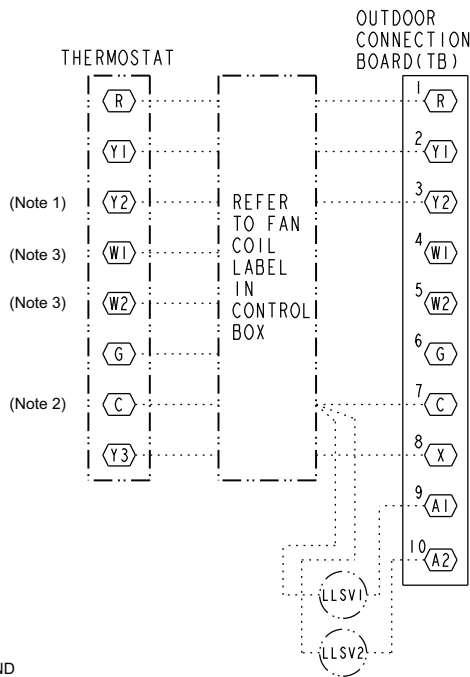 OUTDOOR
CONNECTION
BOARD(TB)
THERMOSTAT
R
1 R
Y1
2 Y1
(Note 1) Y2
3 Y2
(Note 3) W1
4 W1
(Note 3) W2
5 W2
G
6 G
(Note 2) C
7 C
Y3
8 X
REFER
TO FAN
COIL
LABEL
IN
CONTROL
BOX
9 A1
10 A2
LLSV1
LLSV2
ND